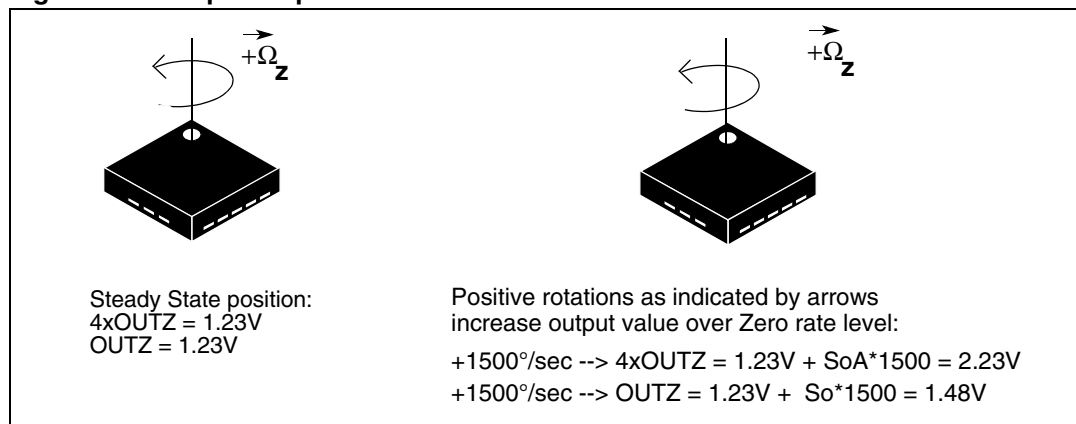 +Ω
z
+Ω
z
Steady State position:
4xOUTZ = 1.23V
OUTZ = 1.23V
Positive rotations as indicated by arrows
increase output value over Zero rate level:
+1500°/sec --> 4xOUTZ = 1.23V + SoA*1500 = 2.23V
+1500°/sec --> OUTZ = 1.23V + So*1500 = 1.48V